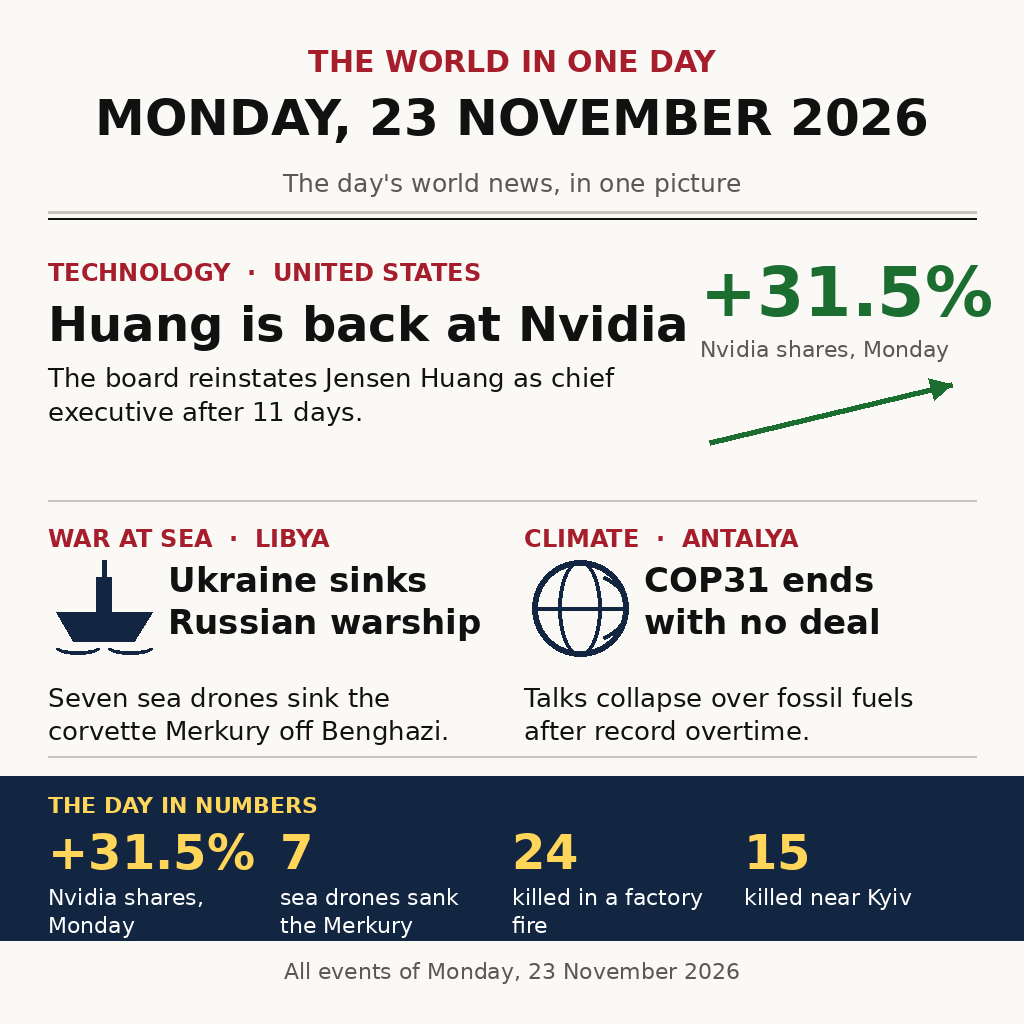 THE WORLD IN ONE DAY
MONDAY, 23 NOVEMBER 2026
The day's world news, in one picture
TECHNOLOGY · UNITED STATES
Huang is back at Nvidia
The board reinstates Jensen Huang as chief
executive after 11 days.
+31.5%
Nvidia shares, Monday
WAR AT SEA · LIBYA
Ukraine sinks
Russian warship
Seven sea drones sink the
corvette Merkury off Benghazi.
CLIMATE · ANTALYA
COP31 ends
with no deal
Talks collapse over fossil fuels
after record overtime.
THE DAY IN NUMBERS
+31.5%
Nvidia shares,
Monday
7
sea drones sank
the Merkury
24
killed in a factory
fire
15
killed near Kyiv
All events of Monday, 23 November 2026